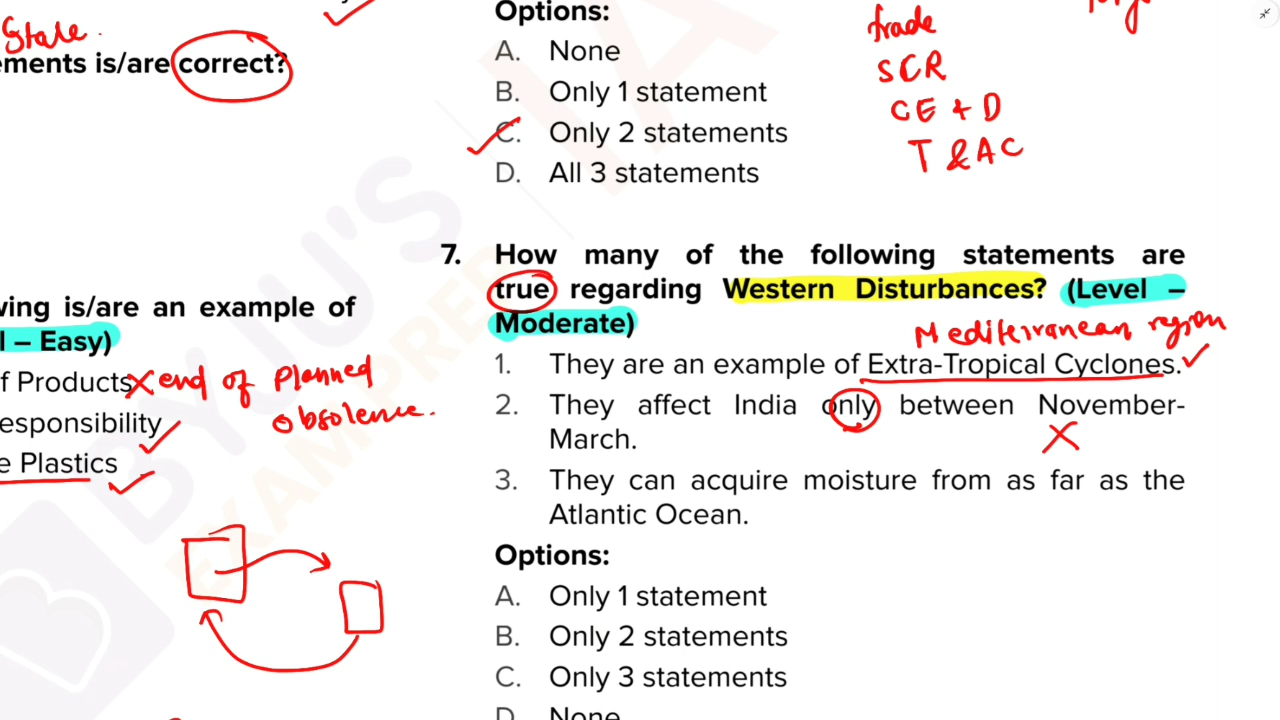 State.
ements is/are correct?
wing is/are an example of
l – Easy)
f Products X end of Planned
obsolence.
esponsibility
e Plastics
Options:
A. None
B. Only 1 statement
C. Only 2 statements
D. All 3 statements
trade
SCR
CE + D
T & AC
7. How many of the following statements are
true regarding Western Disturbances? (Level –
Moderate)
Mediterranean region
1. They are an example of Extra-Tropical Cyclones.
2. They affect India only between November-
March.
3. They can acquire moisture from as far as the
Atlantic Ocean.
Options:
A. Only 1 statement
B. Only 2 statements
C. Only 3 statements
D. None
BYJU'S
EXAM PREP